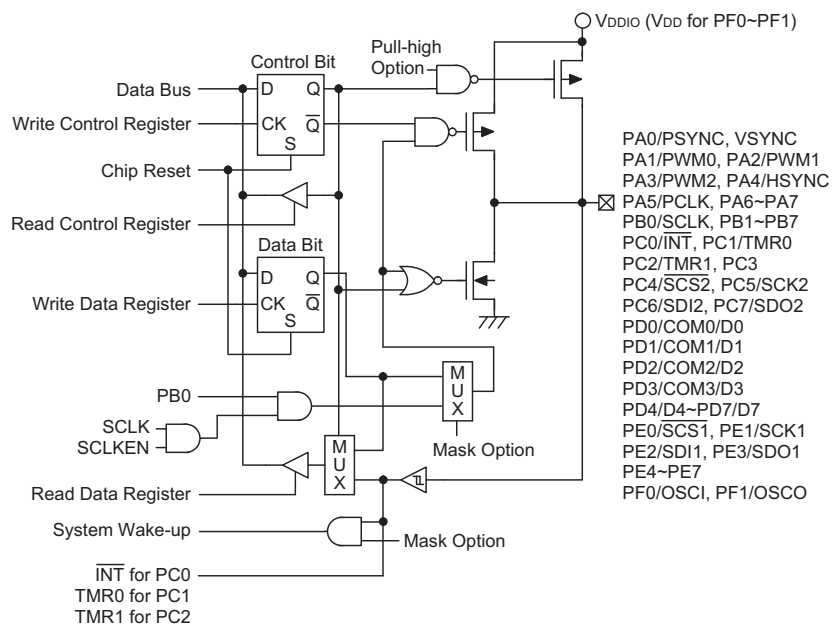 VDDIO (VDD for PF0~PF1)
Pull-high
Option
Control Bit
Data Bus
D Q
Write Control Register
CK Q
S
Chip Reset
Read Control Register
Data Bit
D Q
Write Data Register
CK Q
S
PB0
M
U
X
SCLK
SCLKEN
Mask Option
M
U
X
Read Data Register
System Wake-up
Mask Option
INT for PC0
TMR0 for PC1
TMR1 for PC2
PA0/PSYNC, VSYNC
PA1/PWM0, PA2/PWM1
PA3/PWM2, PA4/HSYNC
PA5/PCLK, PA6~PA7
PB0/SCLK, PB1~PB7
PC0/INT, PC1/TMR0
PC2/TMR1, PC3
PC4/SCS2, PC5/SCK2
PC6/SDI2, PC7/SDO2
PD0/COM0/D0
PD1/COM1/D1
PD2/COM2/D2
PD3/COM3/D3
PD4/D4~PD7/D7
PE0/SCS1, PE1/SCK1
PE2/SDI1, PE3/SDO1
PE4~PE7
PF0/OSCI, PF1/OSCO